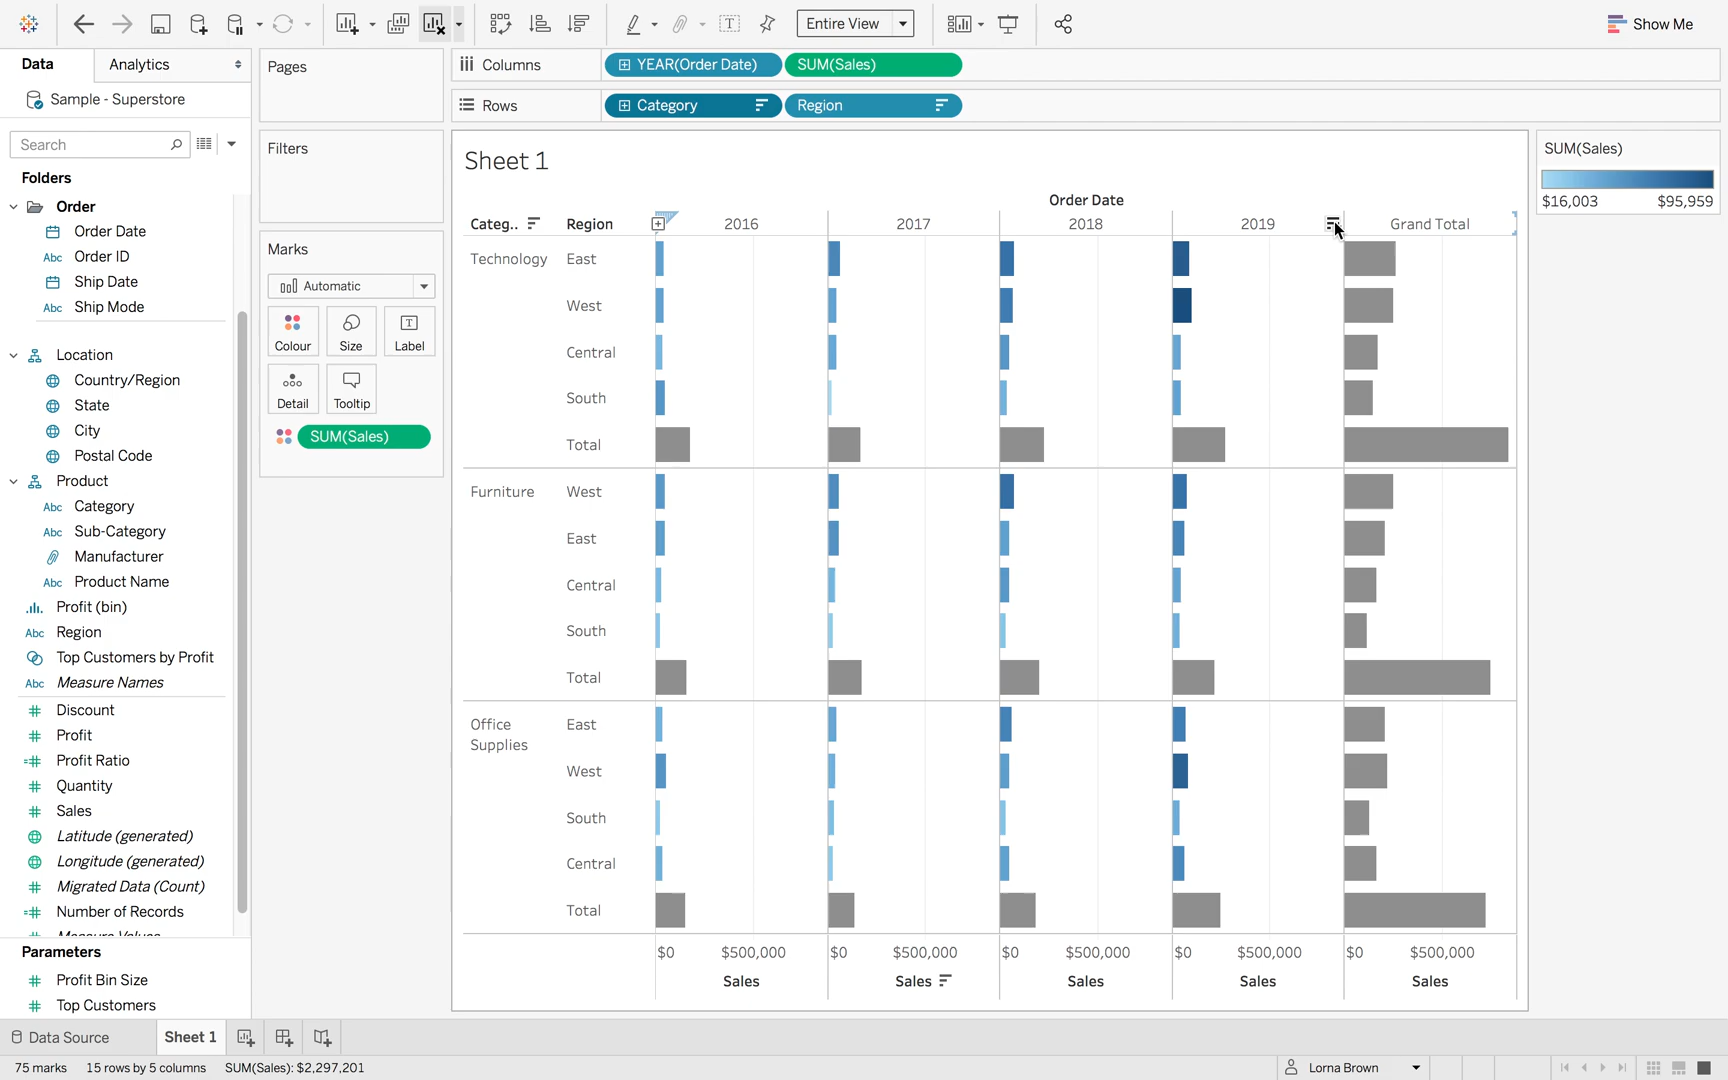 Entire View
Show Me
Data
Analytics
Pages
Columns
YEAR(Order Date)
SUM(Sales)
Sample - Superstore
Rows
Category
Region
Search
Filters
Sheet 1
SUM(Sales)
$16,003
$95,959
Folders
Order
Order Date
Order ID
Ship Date
Ship Mode
Location
Country/Region
State
City
Postal Code
Product
Category
Sub-Category
Manufacturer
Product Name
Profit (bin)
Region
Top Customers by Profit
Measure Names
Discount
Profit
Profit Ratio
Quantity
Sales
Latitude (generated)
Longitude (generated)
Migrated Data (Count)
Number of Records
Measure Values
Parameters
Profit Bin Size
Top Customers
Marks
Automatic
Colour
Size
Label
Detail
Tooltip
SUM(Sales)
Order Date
Categ..
Region
2016
2017
2018
2019
Grand Total
Technology
East
West
Central
South
Total
Furniture
West
East
Central
South
Total
Office
Supplies
East
West
South
Central
Total
$0
$500,000
$0
$500,000
$0
$500,000
$0
$500,000
$0
$500,000
Sales
Sales
Sales
Sales
Sales
Data Source
Sheet 1
75 marks
15 rows by 5 columns
SUM(Sales): $2,297,201
Lorna Brown